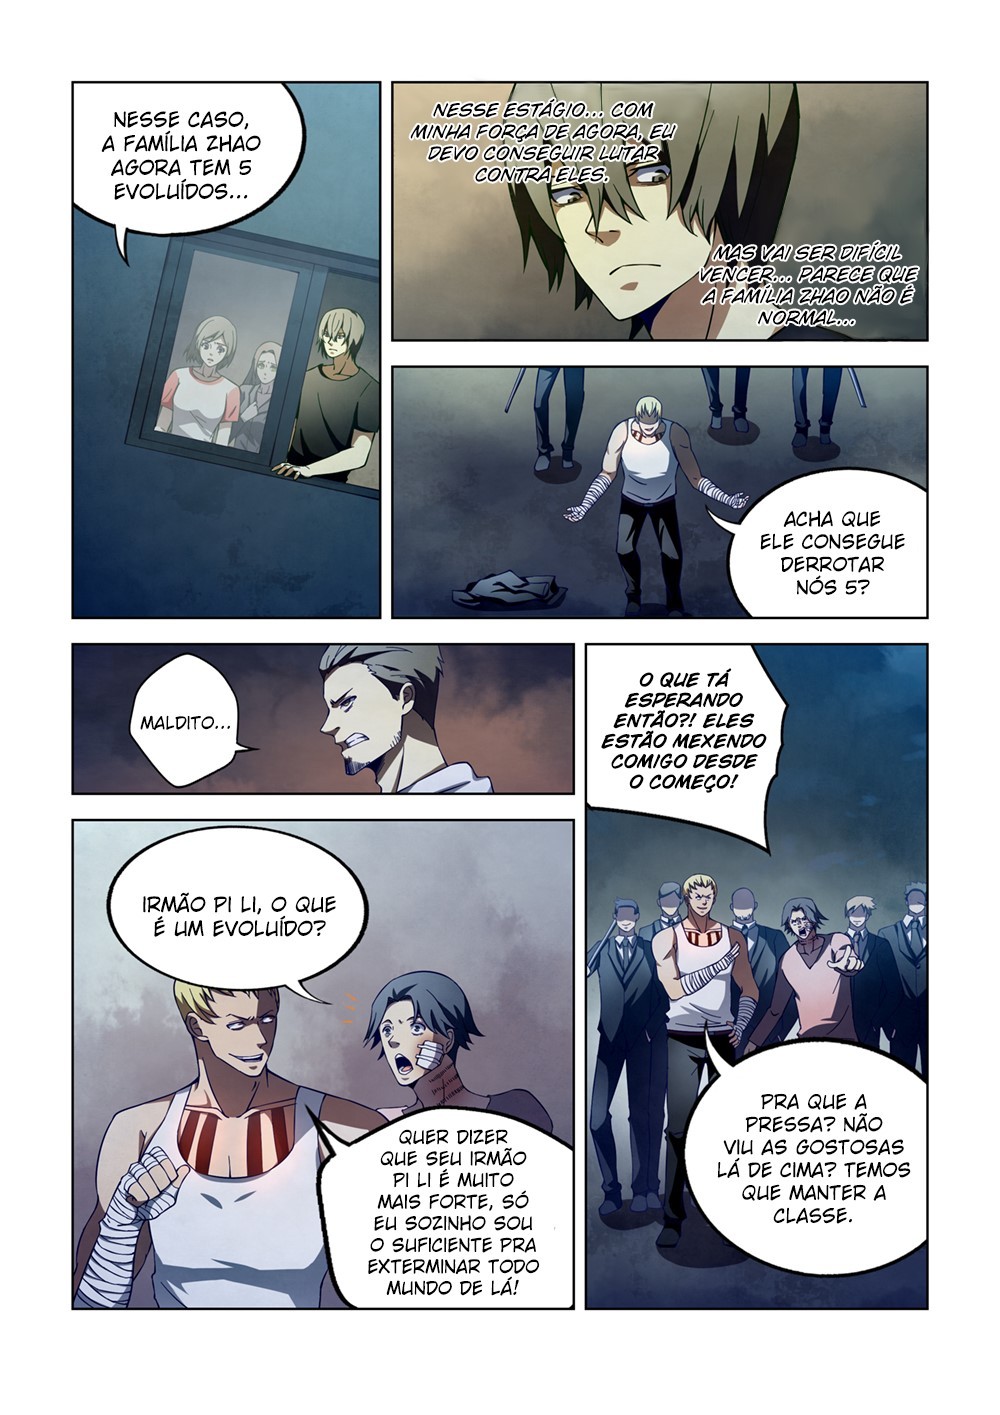 NESSE CASO,
A FAMÍLIA ZHAO
AGORA TEM 5
EVOLUÍDOS...
NESSE ESTÁGIO... COM
MINHA FORÇA DE AGORA, EU
DEVO CONSEGUIR LUTAR
CONTRA ELES.
MAS VAI SER DIFÍCIL
VENCER... PARECE QUE
A FAMÍLIA ZHAO NÃO É
NORMAL...
ACHA QUE
ELE CONSEGUE
DERROTAR
NÓS 5?
MALDITO...
O QUE TÁ
ESPERANDO
ENTÃO?! ELES
ESTÃO MEXENDO
COMIGO DESDE
O COMEÇO!
IRMÃO PI LI, O QUE
É UM EVOLUÍDO?
QUER DIZER
QUE SEU IRMÃO
PI LI É MUITO
MAIS FORTE, SÓ
EU SOZINHO SOU
O SUFICIENTE PRA
EXTERMINAR TODO
MUNDO DE LÁ!
PRA QUE A
PRESSA? NÃO
VIU AS GOSTOSAS
LÁ DE CIMA? TEMOS
QUE MANTER A
CLASSE.